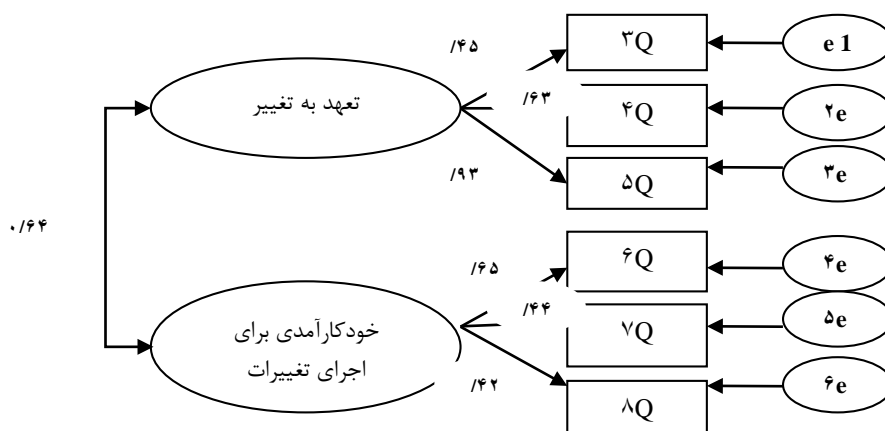 /۴۵
۳Q
e 1
تعهد به تغییر
/۶۳
۴Q
۲e
/۹۳
۵Q
۳e
۰/۶۴
/۶۵
۶Q
۴e
خودکارآمدی برای
اجرای تغییرات
/۴۴
۷Q
۵e
/۴۲
۸Q
۶e